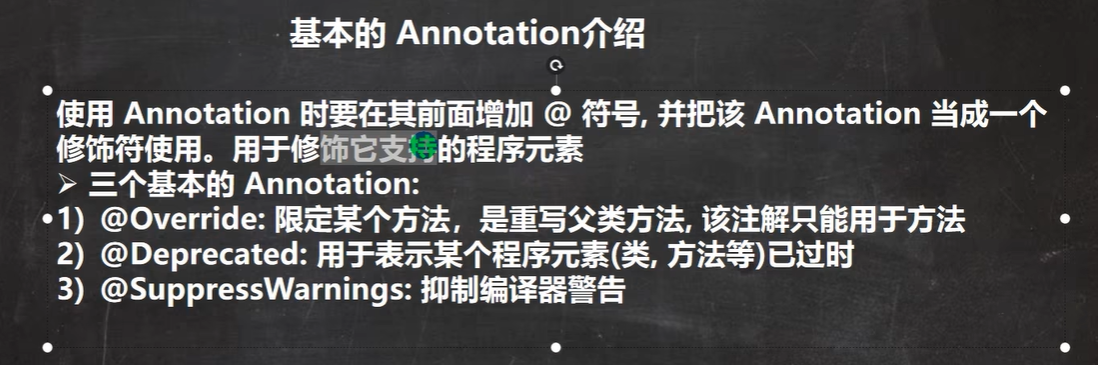 基本的 Annotation介绍
使用 Annotation 时要在其前面增加 @ 符号, 并把该 Annotation 当成一个
修饰符使用。用于修饰它支持的程序元素
➢ 三个基本的 Annotation:
1) @Override: 限定某个方法，是重写父类方法, 该注解只能用于方法
2) @Deprecated: 用于表示某个程序元素(类, 方法等)已过时
3) @SuppressWarnings: 抑制编译器警告